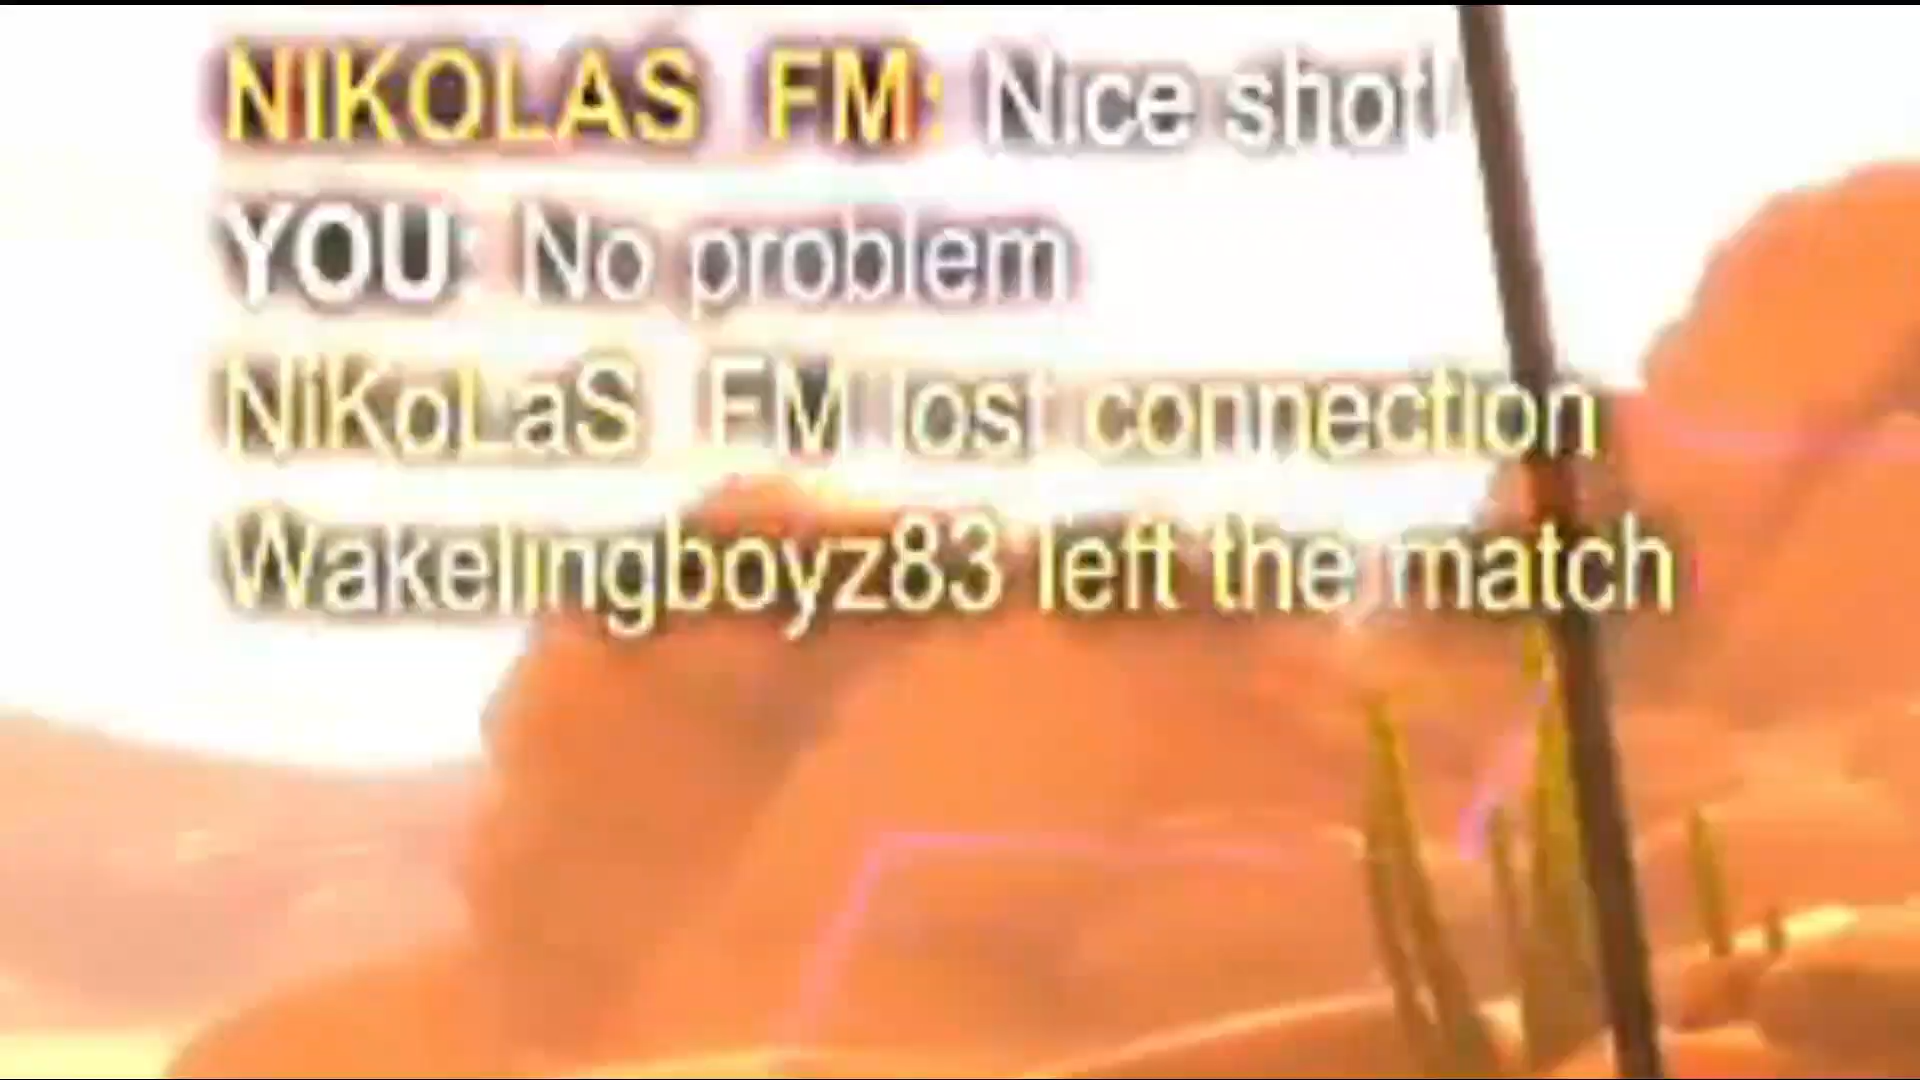 NIKOLAS FM: Nice shot!
YOU: No problem
NiKoLaS FM lost connection
Wakelingboyz83 left the match